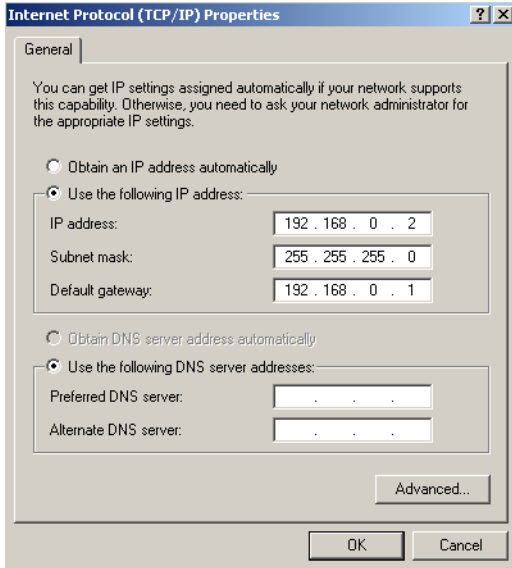 Internet Protocol (TCP/IP) Properties
General
You can get IP settings assigned automatically if your network supports
this capability. Otherwise, you need to ask your network administrator for
the appropriate IP settings.
Obtain an IP address automatically
Use the following IP address:
IP address: 192 . 168 . 0 . 2
Subnet mask: 255 . 255 . 255 . 0
Default gateway: 192 . 168 . 0 . 1
Obtain DNS server address automatically
Use the following DNS server addresses:
Preferred DNS server: . . .
Alternate DNS server: . . .
Advanced...
OK Cancel